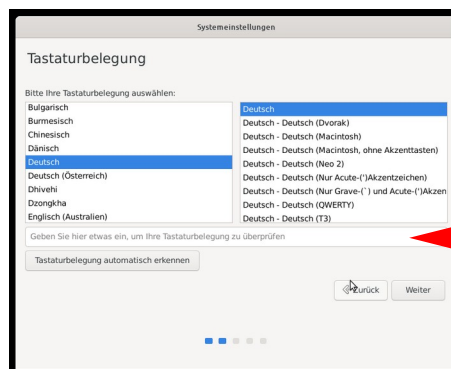 Systemeinstellungen
Tastaturbelegung
Bitte Ihre Tastaturbelegung auswählen:
Bulgarisch
Burmesisch
Chinesisch
Dänisch
Deutsch
Deutsch (Österreich)
Dhivehi
Dzongkha
Englisch (Australien)
Deutsch
Deutsch - Deutsch (Dvorak)
Deutsch - Deutsch (Macintosh)
Deutsch - Deutsch (Macintosh, ohne Akzenttasten)
Deutsch - Deutsch (Neo 2)
Deutsch - Deutsch (Nur Acute-(')Akzentzeichen)
Deutsch - Deutsch (Nur Grave-(`) und Acute-(')Akzen
Deutsch - Deutsch (QWERTY)
Deutsch - Deutsch (T3)
Geben Sie hier etwas ein, um Ihre Tastaturbelegung zu überprüfen
Tastaturbelegung automatisch erkennen
Zurück
Weiter